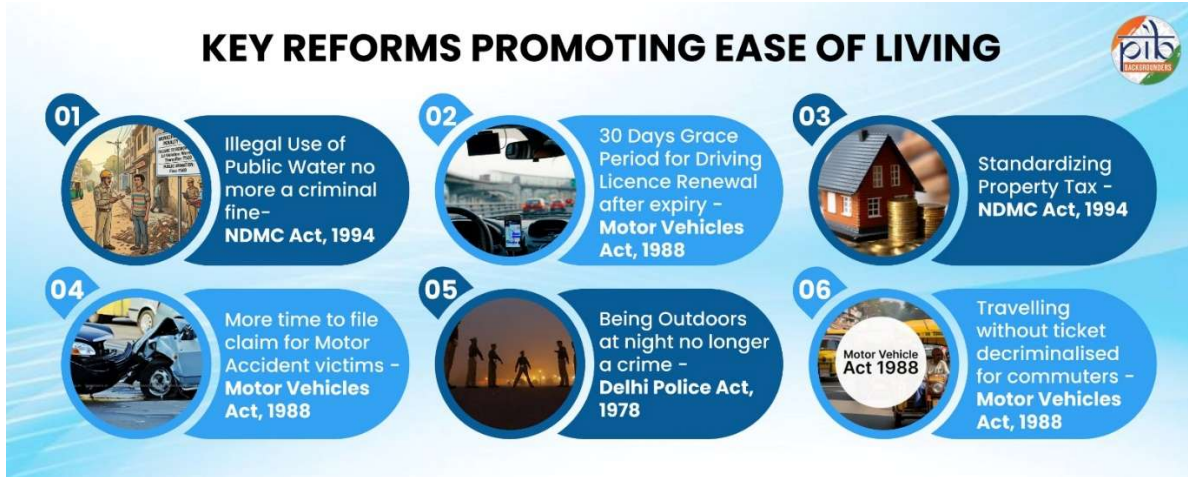 KEY REFORMS PROMOTING EASE OF LIVING
pib
BACKGROUNDERS
01
Illegal Use of
Public Water no
more a criminal
fine-
NDMC Act, 1994
02
30 Days Grace
Period for Driving
Licence Renewal
after expiry -
Motor Vehicles
Act, 1988
03
Standardizing
Property Tax -
NDMC Act, 1994
04
More time to file
claim for Motor
Accident victims -
Motor Vehicles
Act, 1988
05
Being Outdoors
at night no longer
a crime -
Delhi Police Act,
1978
06
Motor Vehicle
Act 1988
Travelling
without ticket
decriminalised
for commuters -
Motor Vehicles
Act, 1988